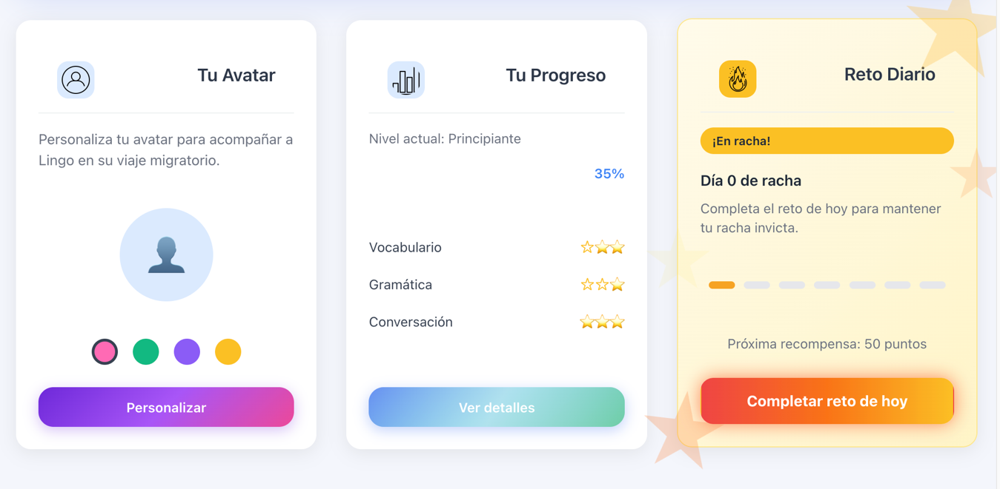 Tu Avatar
Personaliza tu avatar para acompañar a
Lingo en su viaje migratorio.
Personalizar
Tu Progreso
Nivel actual: Principiante
35%
Vocabulario
Gramática
Conversación
Ver detalles
Reto Diario
¡En racha!
Día 0 de racha
Completa el reto de hoy para mantener
tu racha invicta.
Próxima recompensa: 50 puntos
Completar reto de hoy